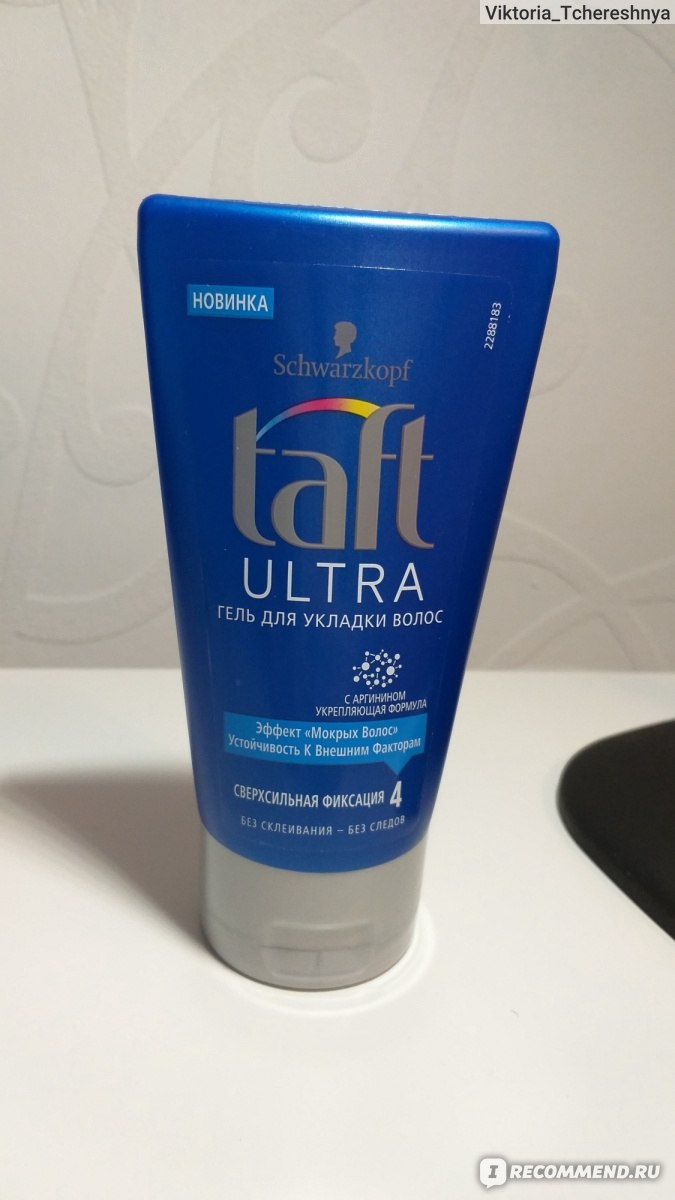 Viktoria_Tchereshnya
НОВИНКА
2288183
Schwarzkopf
taft
ULTRA
ГЕЛЬ ДЛЯ УКЛАДКИ ВОЛОС
С АРГИНИНОМ
УКРЕПЛЯЮЩАЯ ФОРМУЛА
Эффект «Мокрых Волос»
Устойчивость К Внешним Факторам
СВЕРХСИЛЬНАЯ ФИКСАЦИЯ 4
БЕЗ СКЛЕИВАНИЯ – БЕЗ СЛЕДОВ
IRECOMMEND.RU